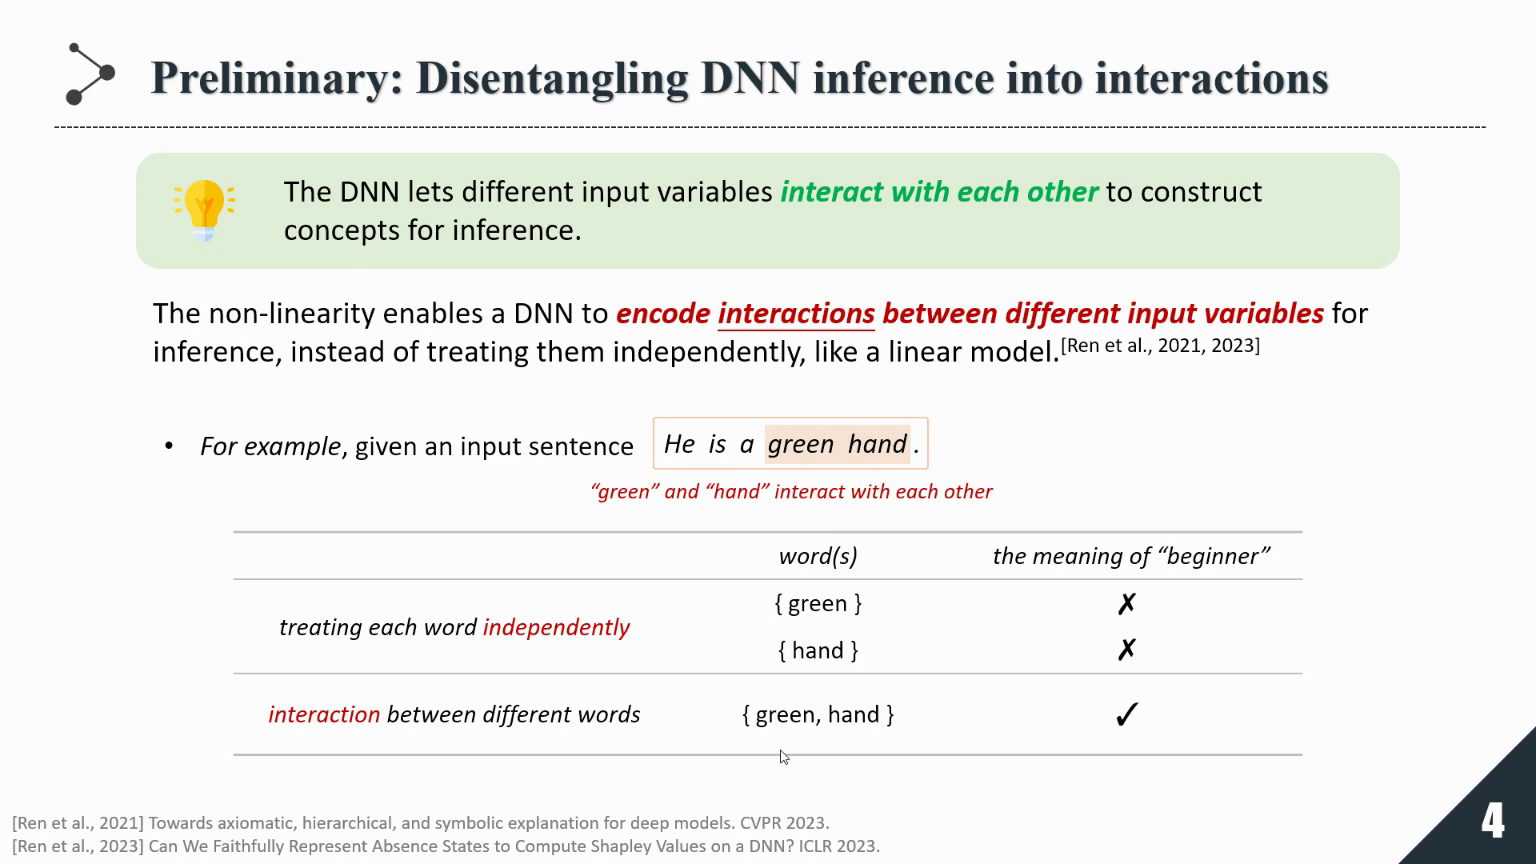 Preliminary: Disentangling DNN inference into interactions
The DNN lets different input variables interact with each other to construct
concepts for inference.
The non-linearity enables a DNN to encode interactions between different input variables for
inference, instead of treating them independently, like a linear model.[Ren et al., 2021, 2023]
• For example, given an input sentence He is a green hand .
“green” and “hand” interact with each other
word(s) the meaning of “beginner”
treating each word independently
{ green } ✗
{ hand } ✗
interaction between different words { green, hand } ✓
[Ren et al., 2021] Towards axiomatic, hierarchical, and symbolic explanation for deep models. CVPR 2023.
[Ren et al., 2023] Can We Faithfully Represent Absence States to Compute Shapley Values on a DNN? ICLR 2023.
4